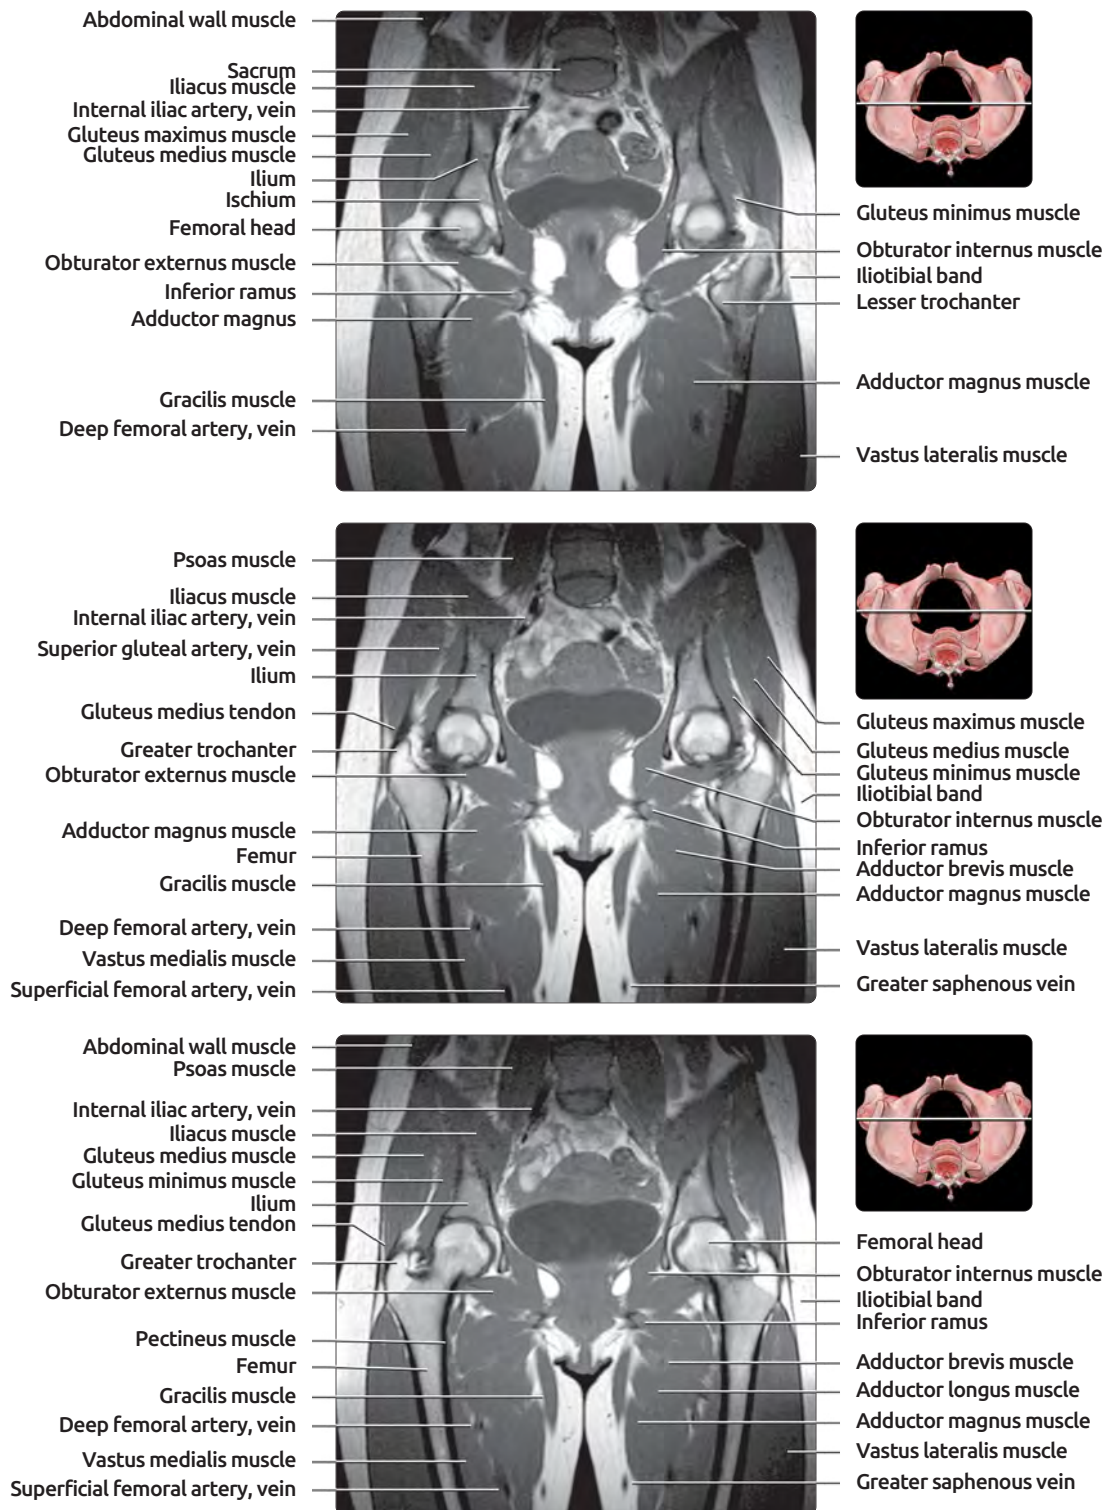 Abdominal wall muscle
Sacrum
Iliacus muscle
Internal iliac artery, vein
Gluteus maximus muscle
Gluteus medius muscle
Ilium
Ischium
Femoral head
Obturator externus muscle
Inferior ramus
Adductor magnus
Gracilis muscle
Deep femoral artery, vein
Gluteus minimus muscle
Obturator internus muscle
Iliotibial band
Lesser trochanter
Adductor magnus muscle
Vastus lateralis muscle
Psoas muscle
Iliacus muscle
Internal iliac artery, vein
Superior gluteal artery, vein
Ilium
Gluteus medius tendon
Greater trochanter
Obturator externus muscle
Adductor magnus muscle
Femur
Gracilis muscle
Deep femoral artery, vein
Vastus medialis muscle
Superficial femoral artery, vein
Gluteus maximus muscle
Gluteus medius muscle
Gluteus minimus muscle
Iliotibial band
Obturator internus muscle
Inferior ramus
Adductor brevis muscle
Adductor magnus muscle
Vastus lateralis muscle
Greater saphenous vein
Abdominal wall muscle
Psoas muscle
Internal iliac artery, vein
Iliacus muscle
Gluteus medius muscle
Gluteus minimus muscle
Ilium
Gluteus medius tendon
Greater trochanter
Obturator externus muscle
Pectineus muscle
Femur
Gracilis muscle
Deep femoral artery, vein
Vastus medialis muscle
Superficial femoral artery, vein
Femoral head
Obturator internus muscle
Iliotibial band
Inferior ramus
Adductor brevis muscle
Adductor longus muscle
Adductor magnus muscle
Vastus lateralis muscle
Greater saphenous vein